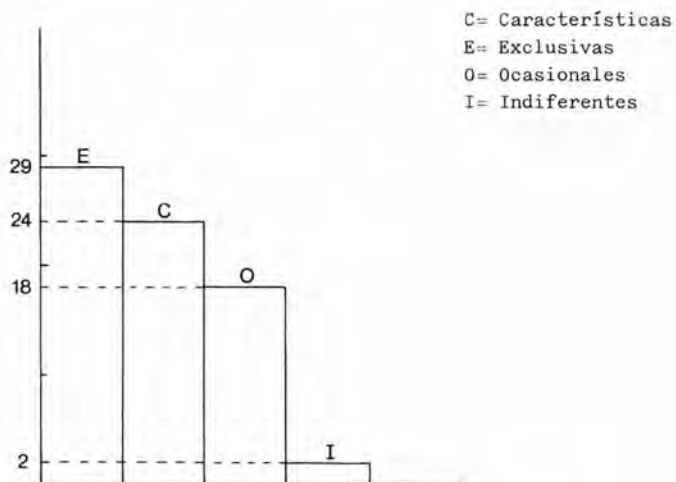 C= Características
E= Exclusivas
O= Ocasionales
I= Indiferentes
29 E
24 C
18 O
2 I